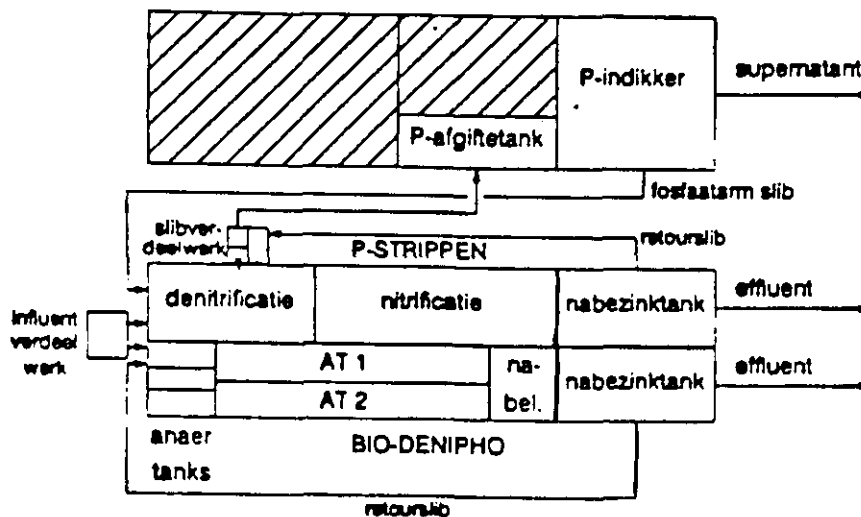 P-indikker
supernatant
P-afgiftetank
fosfaatarm slib
slibver-
deelwerk
P-STRIPPEN
retourslib
denitrificatie
nitrificatie
nabezinktank
effluent
influent
verdeel
werk
AT 1
AT 2
na-
bel.
nabezinktank
effluent
anaer
tanks
BIO-DENIPHO
retourslib